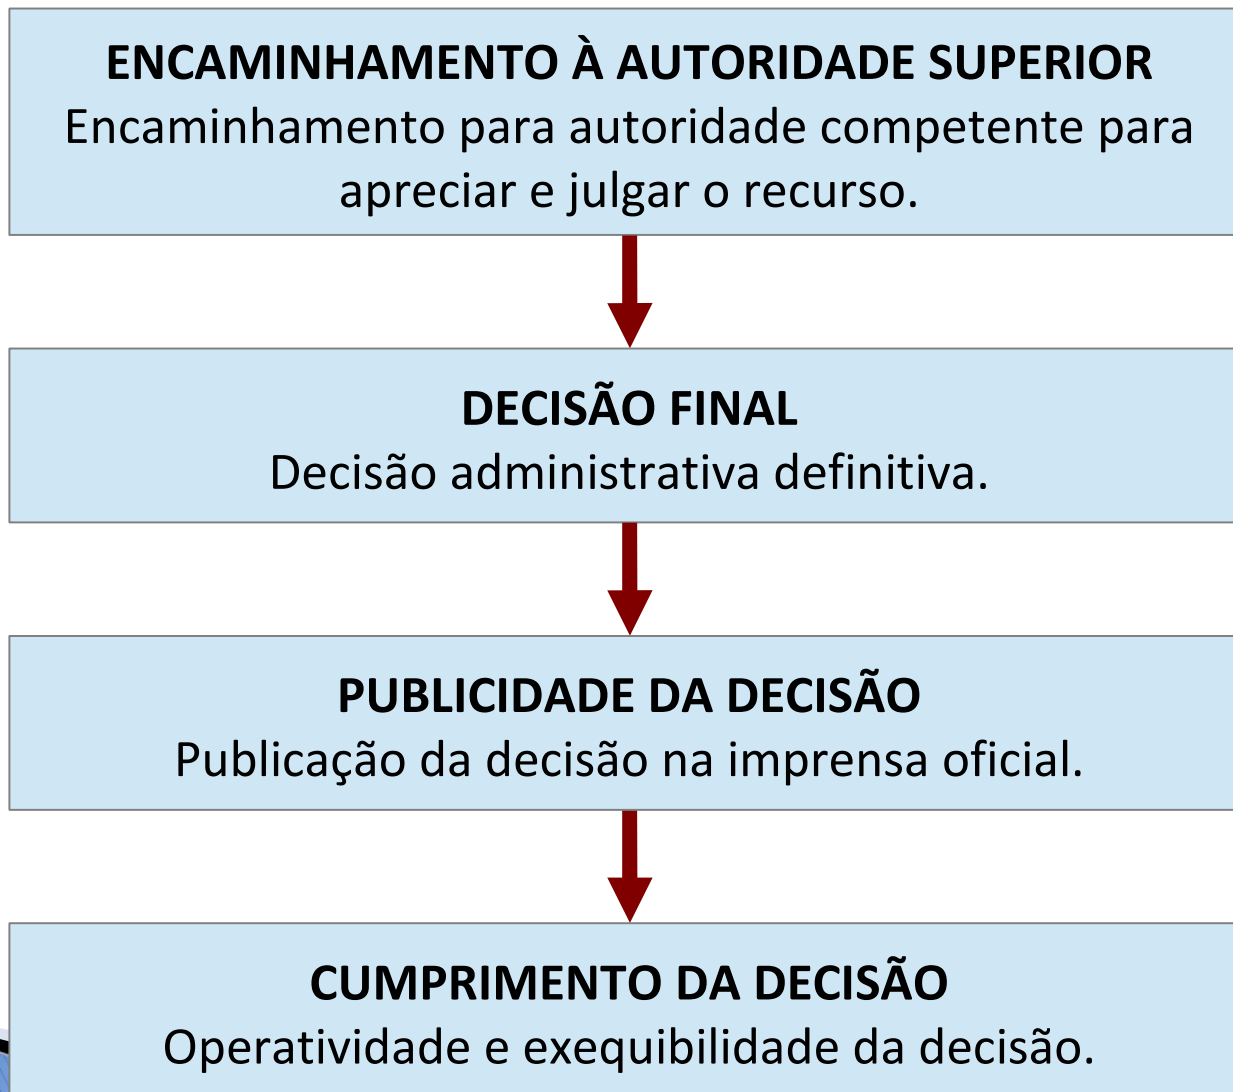 ENCAMINHAMENTO À AUTORIDADE SUPERIOR
Encaminhamento para autoridade competente para
apreciar e julgar o recurso.
DECISÃO FINAL
Decisão administrativa definitiva.
PUBLICIDADE DA DECISÃO
Publicação da decisão na imprensa oficial.
CUMPRIMENTO DA DECISÃO
Operatividade e exequibilidade da decisão.